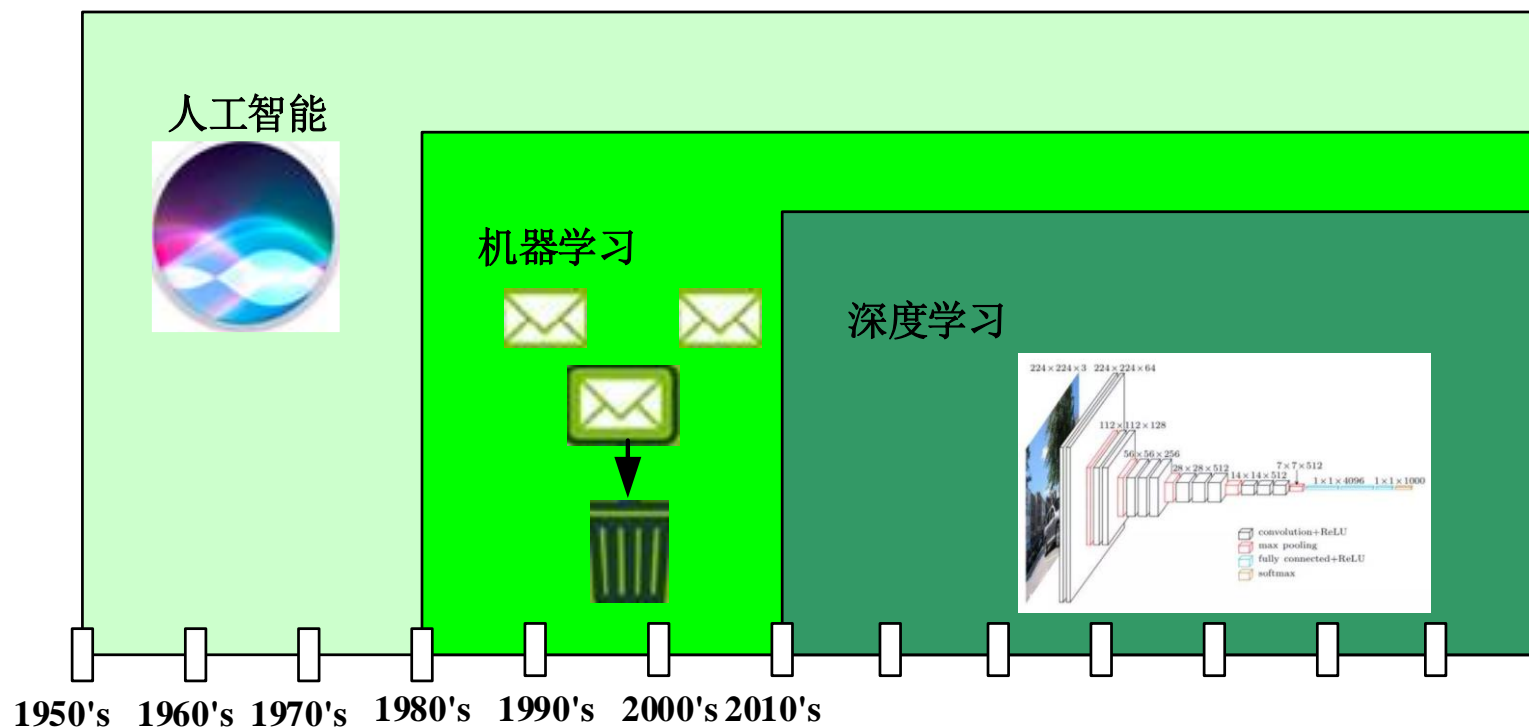 人工智能
机器学习
深度学习
224×224×3 224×224×64
112×112×128
56×56×256
28×28×512
14×14×512
7×7×512
1×1×4096 1×1×1000
convolution+ReLU
max pooling
fully connected+ReLU
softmax
1950's 1960's 1970's 1980's 1990's 2000's 2010's